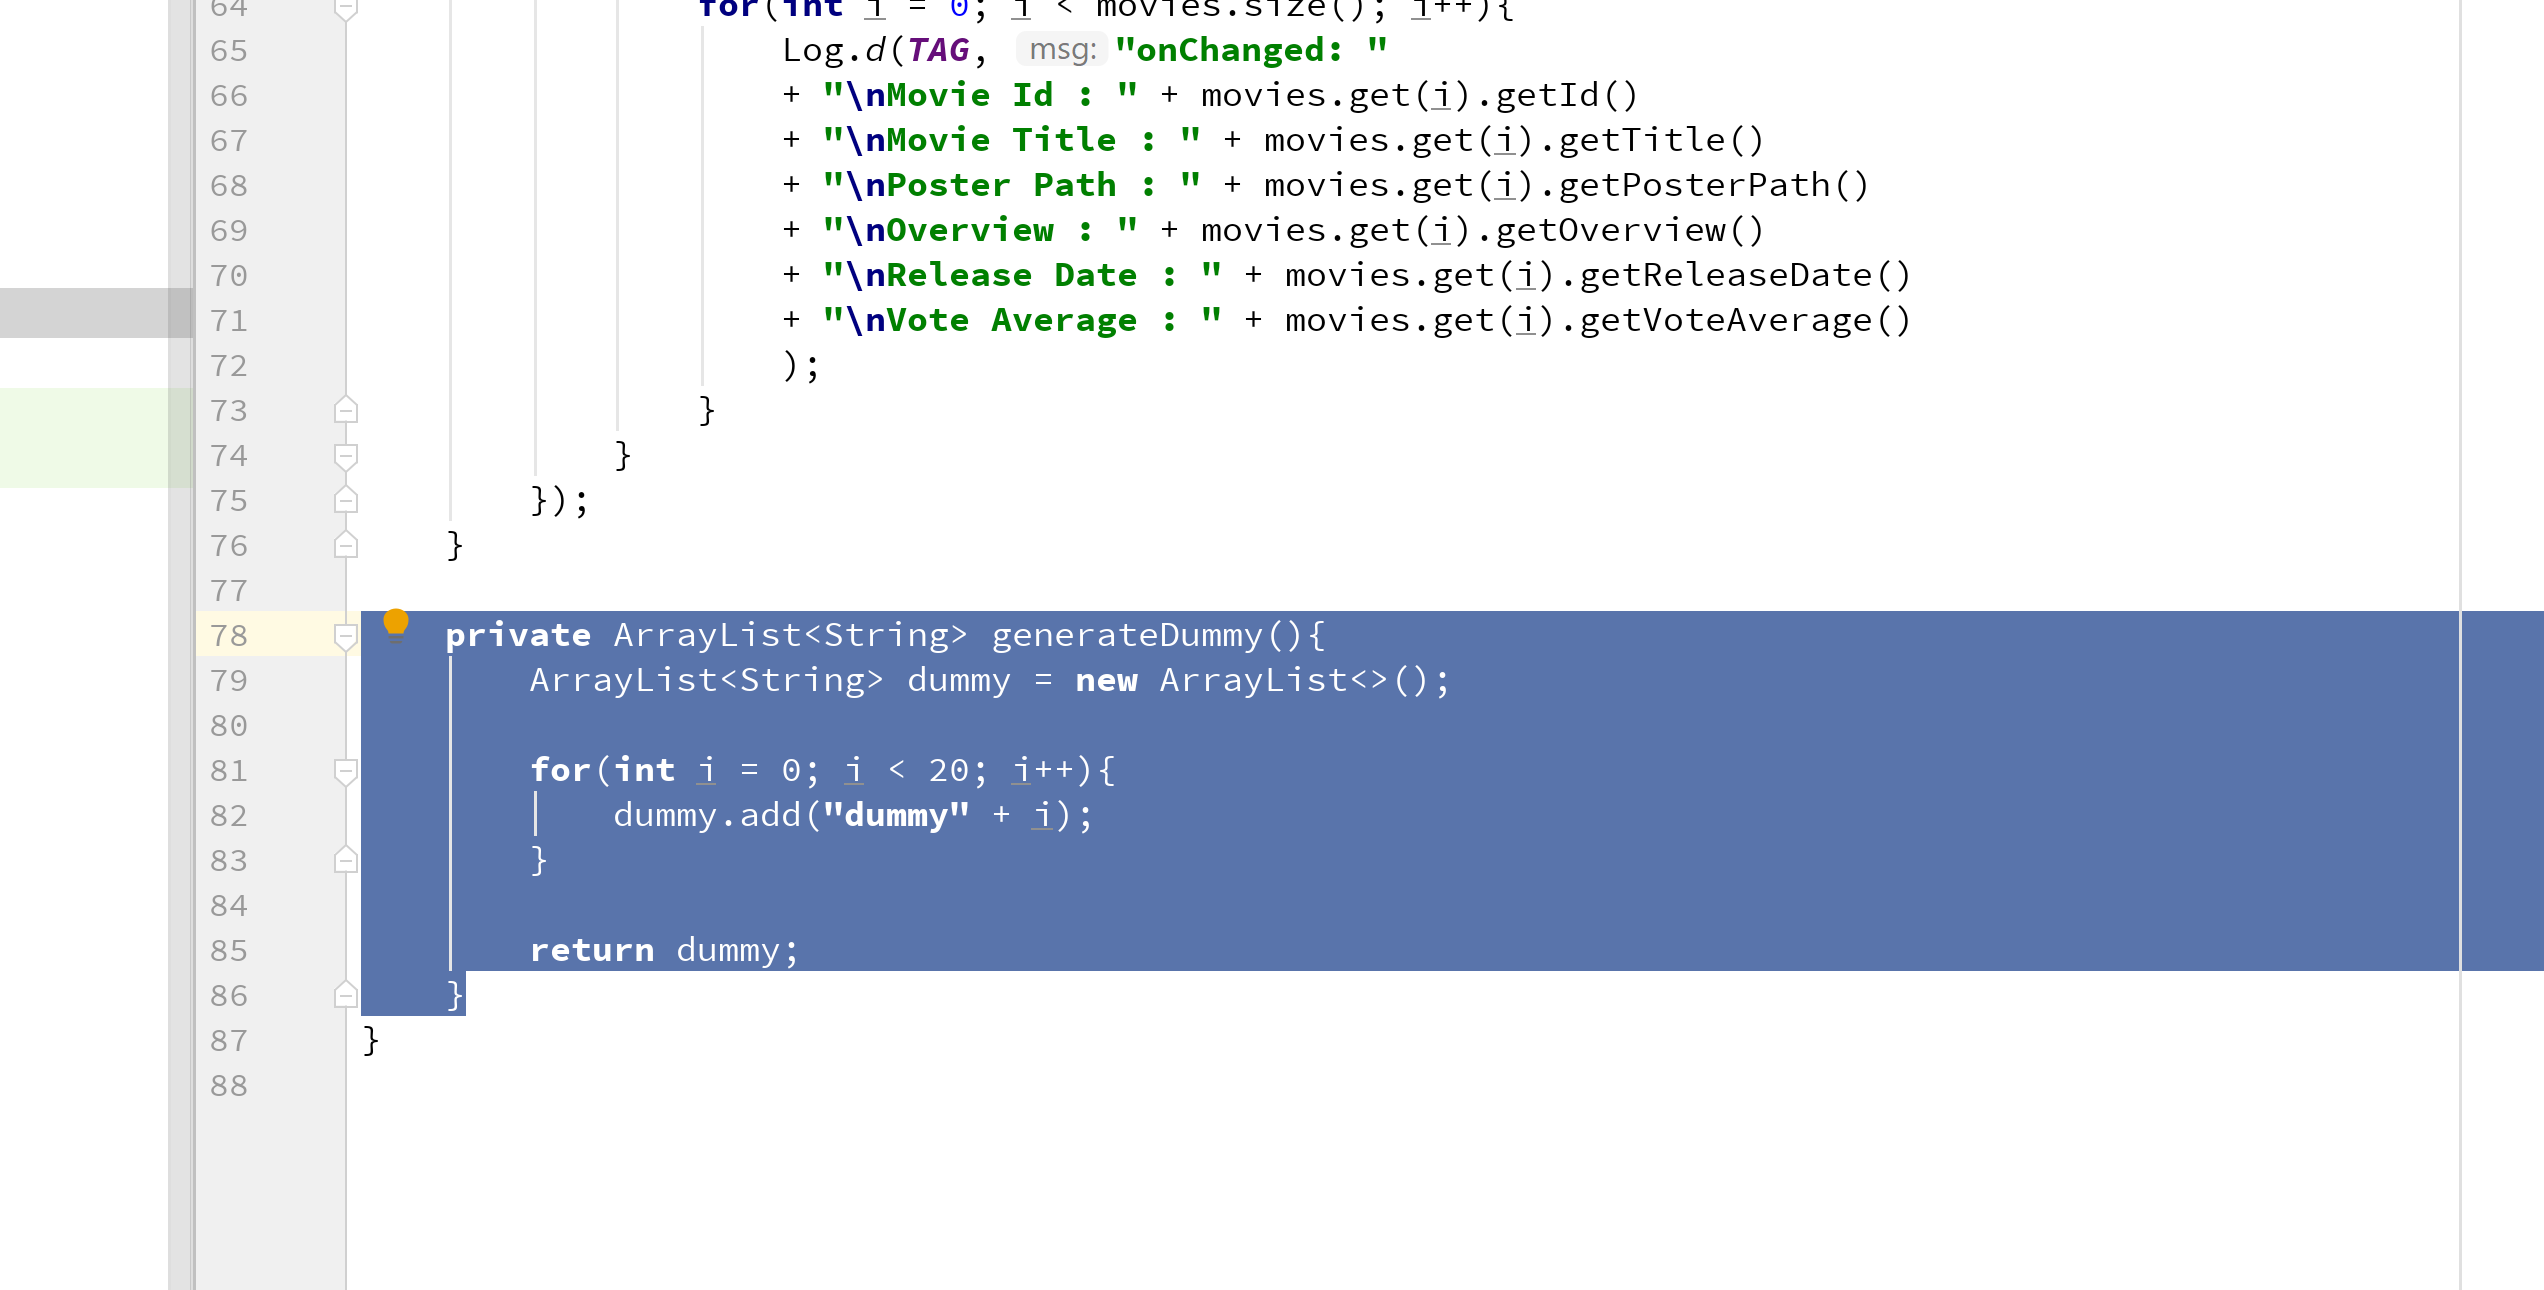 64 for(int i = 0; i < movies.size(); i++){
65 Log.d(TAG, msg: "onChanged: "
66 + "\nMovie Id : " + movies.get(i).getId()
67 + "\nMovie Title : " + movies.get(i).getTitle()
68 + "\nPoster Path : " + movies.get(i).getPosterPath()
69 + "\nOverview : " + movies.get(i).getOverview()
70 + "\nRelease Date : " + movies.get(i).getReleaseDate()
71 + "\nVote Average : " + movies.get(i).getVoteAverage()
72 );
73 }
74 }
75 });
76 }
77
78 private ArrayList<String> generateDummy(){
79 ArrayList<String> dummy = new ArrayList<>();
80
81 for(int i = 0; i < 20; i++){
82 dummy.add("dummy" + i);
83 }
84
85 return dummy;
86 }
87 }
88